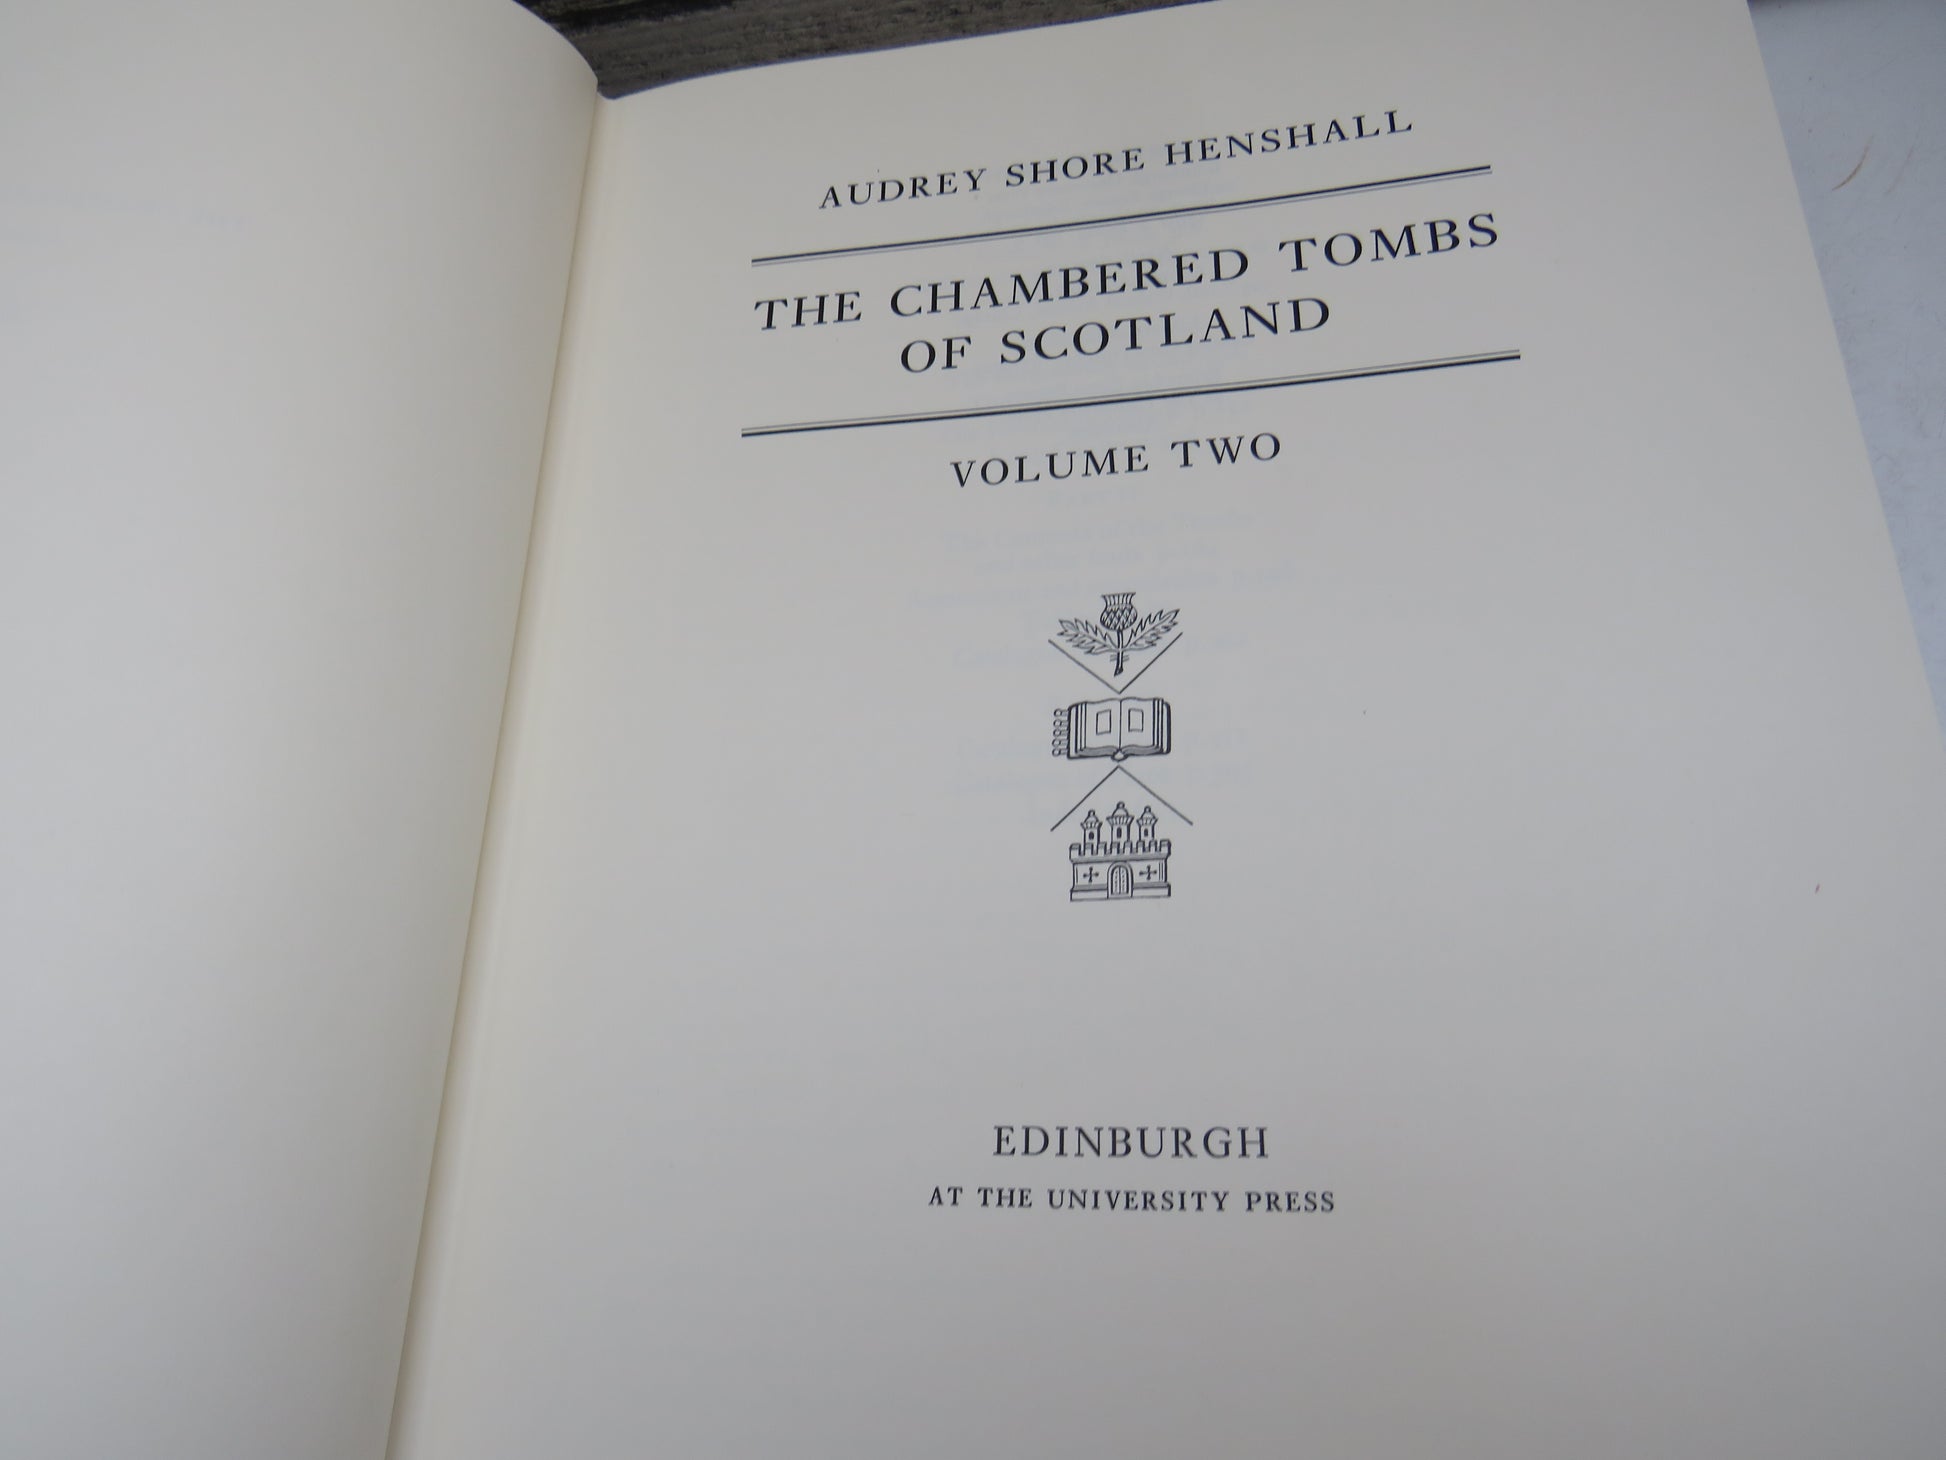 AUDREY SHORE HENSHALL
THE CHAMBERED TOMBS
OF SCOTLAND
VOLUME TWO
EDINBURGH
AT THE UNIVERSITY PRESS